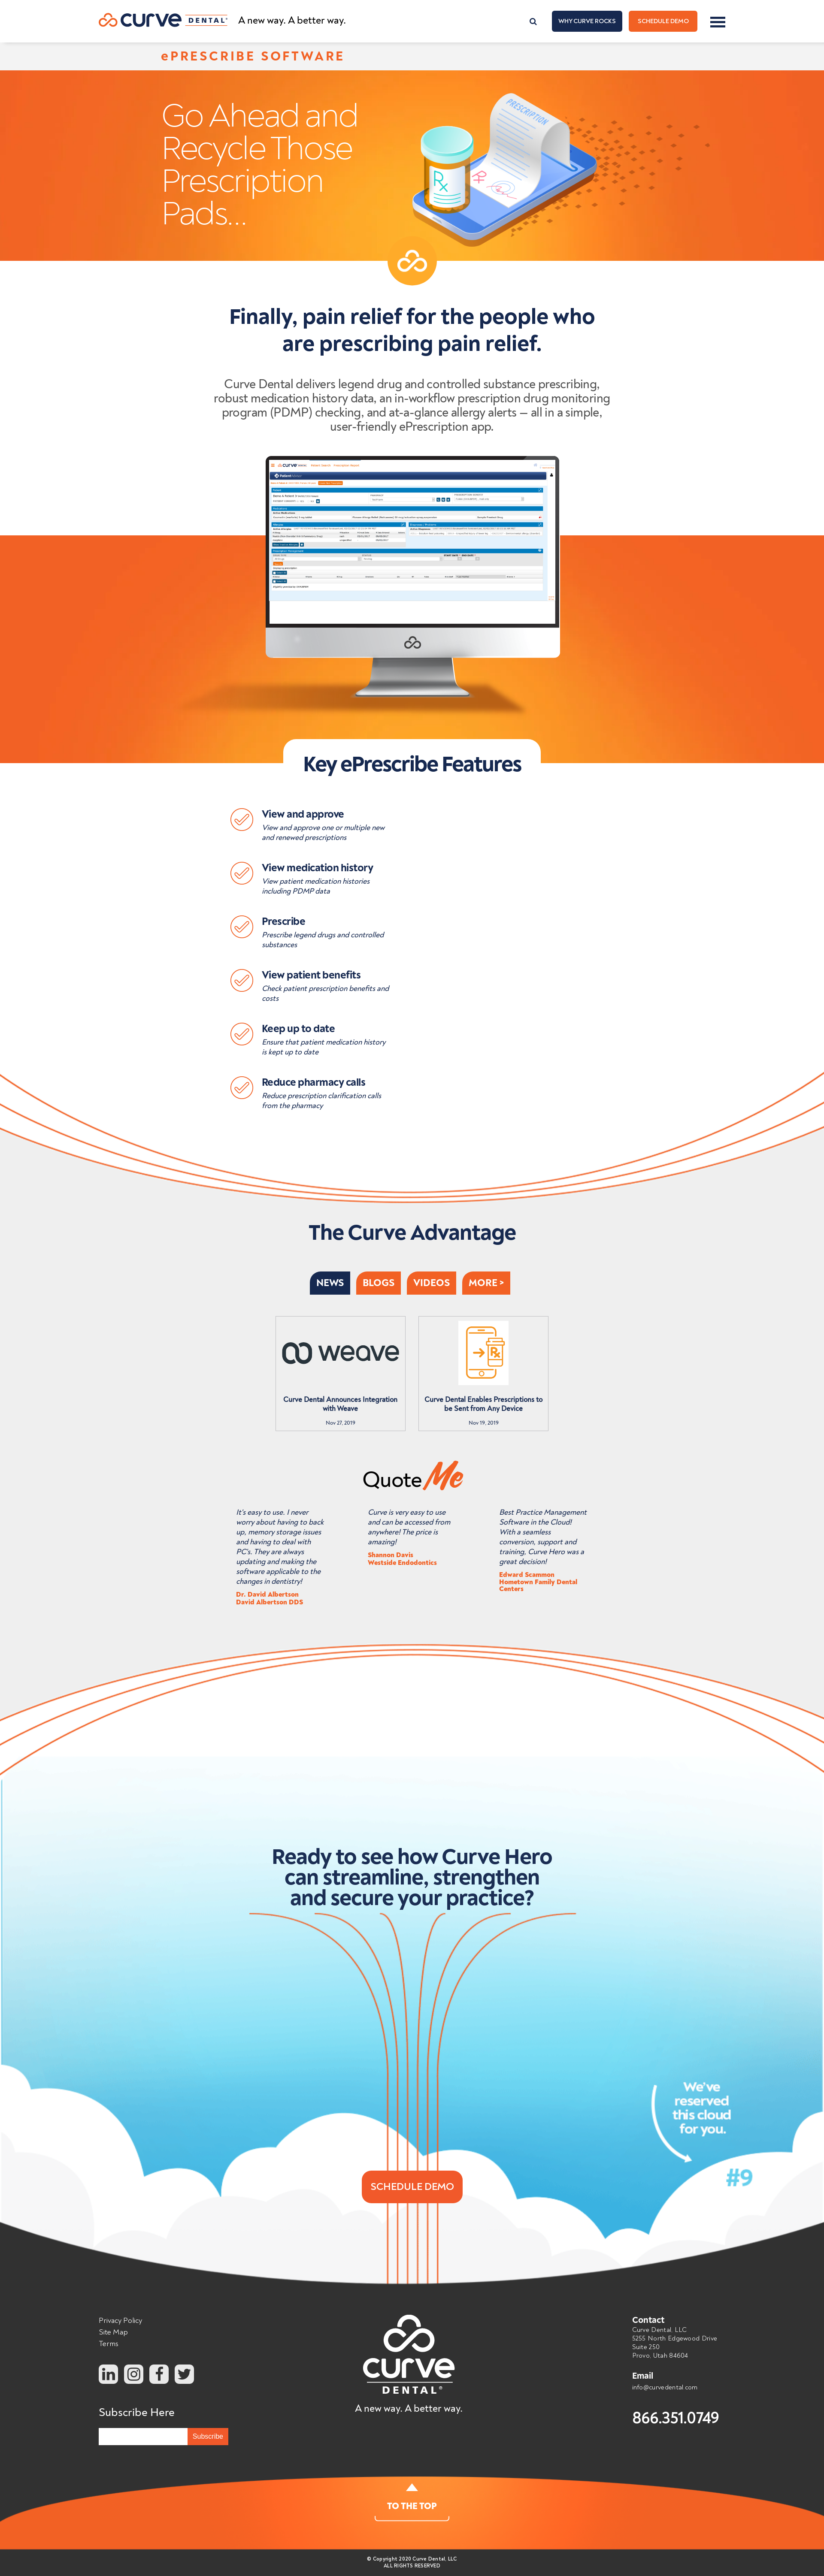 curve DENTAL
A new way. A better way.
WHY CURVE ROCKS
SCHEDULE DEMO
ePRESCRIBE SOFTWARE
Go Ahead and
Recycle Those
Prescription
Pads...
PRESCRIPTION
Finally, pain relief for the people who
are prescribing pain relief.
Curve Dental delivers legend drug and controlled substance prescribing,
robust medication history data, an in-workflow prescription drug monitoring
program (PDMP) checking, and at-a-glance allergy alerts — all in a simple,
user-friendly ePrescription app.
Key ePrescribe Features
View and approve
View and approve one or multiple new
and renewed prescriptions
View medication history
View patient medication histories
including PDMP data
Prescribe
Prescribe legend drugs and controlled
substances
View patient benefits
Check patient prescription benefits and
costs
Keep up to date
Ensure that patient medication history
is kept up to date
Reduce pharmacy calls
Reduce prescription clarification calls
from the pharmacy
The Curve Advantage
NEWS
BLOGS
VIDEOS
MORE >
weave
Curve Dental Announces Integration
with Weave
Nov 27, 2019
Curve Dental Enables Prescriptions to
be Sent from Any Device
Nov 19, 2019
Quote Me
It's easy to use. I never
worry about having to back
up, memory storage issues
and having to deal with
PC's. They are always
updating and making the
software applicable to the
changes in dentistry!
Dr. David Albertson
David Albertson DDS
Curve is very easy to use
and can be accessed from
anywhere! The price is
amazing!
Shannon Davis
Westside Endodontics
Best Practice Management
Software in the Cloud!
With a seamless
conversion, support and
training, Curve Hero was a
great decision!
Edward Scammon
Hometown Family Dental
Centers
Ready to see how Curve Hero
can streamline, strengthen
and secure your practice?
We've
reserved
this cloud
for you.
#9
SCHEDULE DEMO
Privacy Policy
Site Map
Terms
Subscribe Here
Subscribe
curve
DENTAL®
A new way. A better way.
Contact
Curve Dental, LLC
5255 North Edgewood Drive
Suite 250
Provo, Utah 84604
Email
info@curvedental.com
866.351.0749
TO THE TOP
© Copyright 2020 Curve Dental, LLC
ALL RIGHTS RESERVED